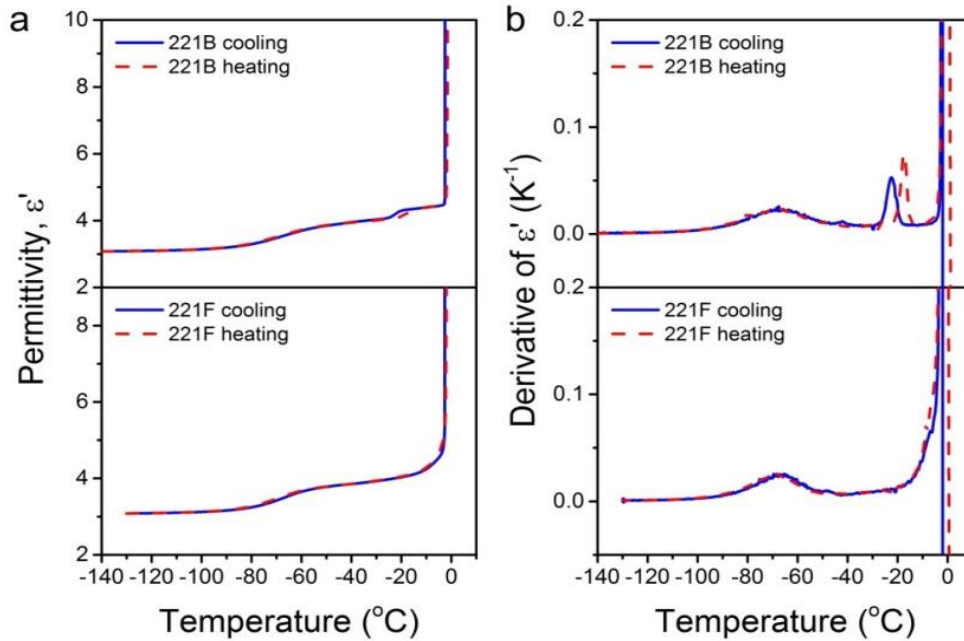 a
10
8
6
4
2
8
6
4
2
221B cooling
221B heating
221F cooling
221F heating
Permittivity, ε'
-140 -120 -100 -80 -60 -40 -20 0
Temperature (°C)
b
0.2
0.1
0.0
0.2
0.1
0.0
221B cooling
221B heating
221F cooling
221F heating
Derivative of ε' (K⁻¹)
-140 -120 -100 -80 -60 -40 -20 0
Temperature (°C)